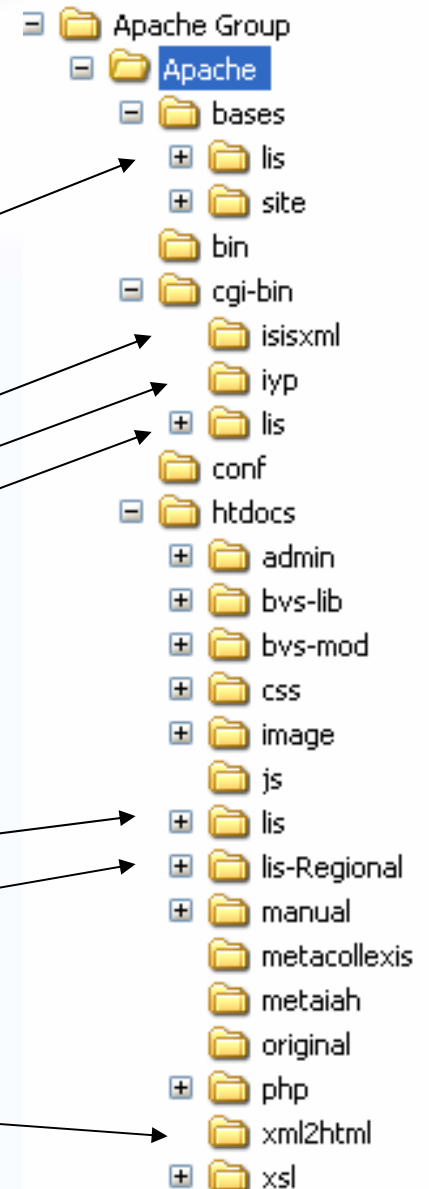 Apache Group
Apache
bases
lis
site
bin
cgi-bin
isisxml
iyp
lis
conf
htdocs
admin
bvs-lib
bvs-mod
css
image
js
lis
lis-Regional
manual
metacollexis
metaiah
original
php
xml2html
xsl